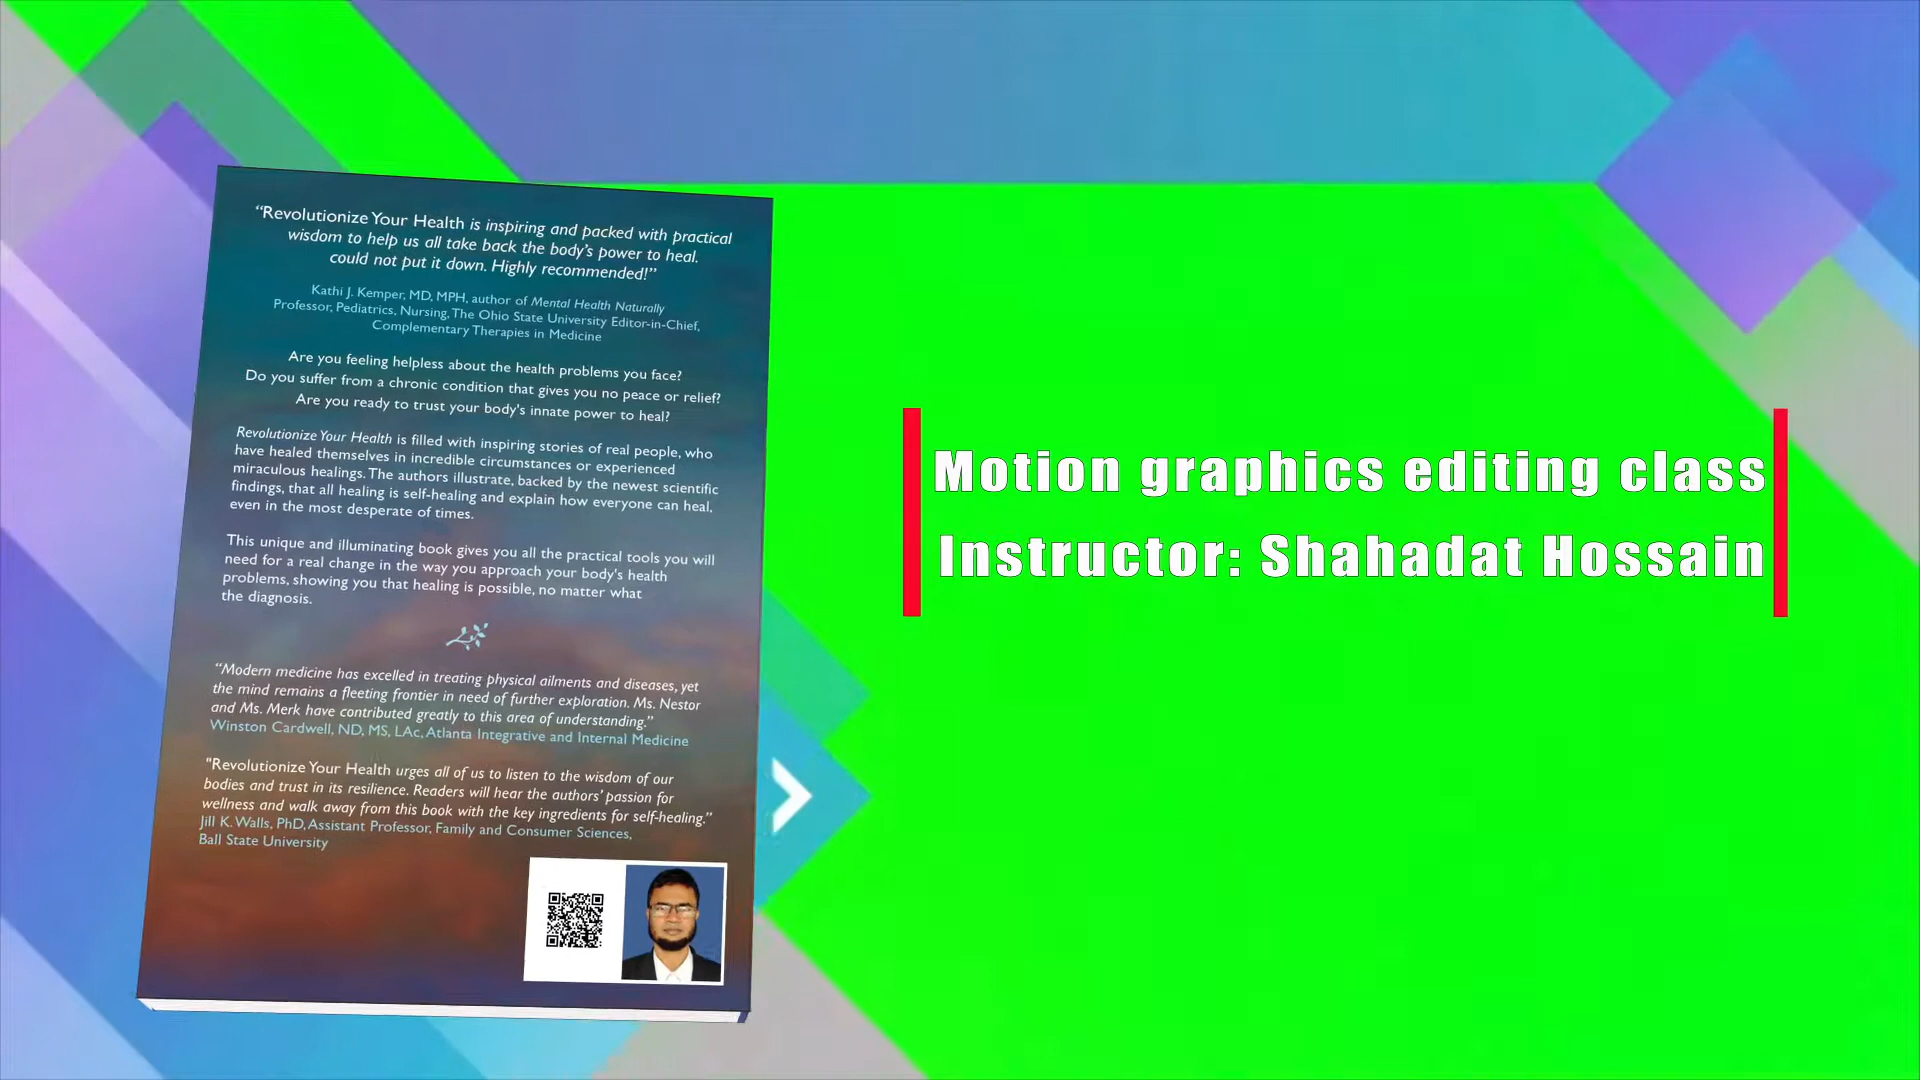 “Revolutionize Your Health is inspiring and packed with practical
wisdom to help us all take back the body’s power to heal.
could not put it down. Highly recommended!”
Kathi J. Kemper, MD, MPH, author of Mental Health Naturally
Professor, Pediatrics, Nursing, The Ohio State University Editor-in-Chief,
Complementary Therapies in Medicine
Are you feeling helpless about the health problems you face?
Do you suffer from a chronic condition that gives you no peace or relief?
Are you ready to trust your body's innate power to heal?
Revolutionize Your Health is filled with inspiring stories of real people, who
have healed themselves in incredible circumstances or experienced
miraculous healings. The authors illustrate, backed by the newest scientific
findings, that all healing is self-healing and explain how everyone can heal,
even in the most desperate of times.
This unique and illuminating book gives you all the practical tools you will
need for a real change in the way you approach your body's health
problems, showing you that healing is possible, no matter what
the diagnosis.
“Modern medicine has excelled in treating physical ailments and diseases, yet
the mind remains a fleeting frontier in need of further exploration. Ms. Nestor
and Ms. Merk have contributed greatly to this area of understanding.”
Winston Cardwell, ND, MS, LAc, Atlanta Integrative and Internal Medicine
"Revolutionize Your Health urges all of us to listen to the wisdom of our
bodies and trust in its resilience. Readers will hear the authors’ passion for
wellness and walk away from this book with the key ingredients for self-healing.”
Jill K. Walls, PhD, Assistant Professor, Family and Consumer Sciences,
Ball State University
Motion graphics editing class
Instructor: Shahadat Hossain